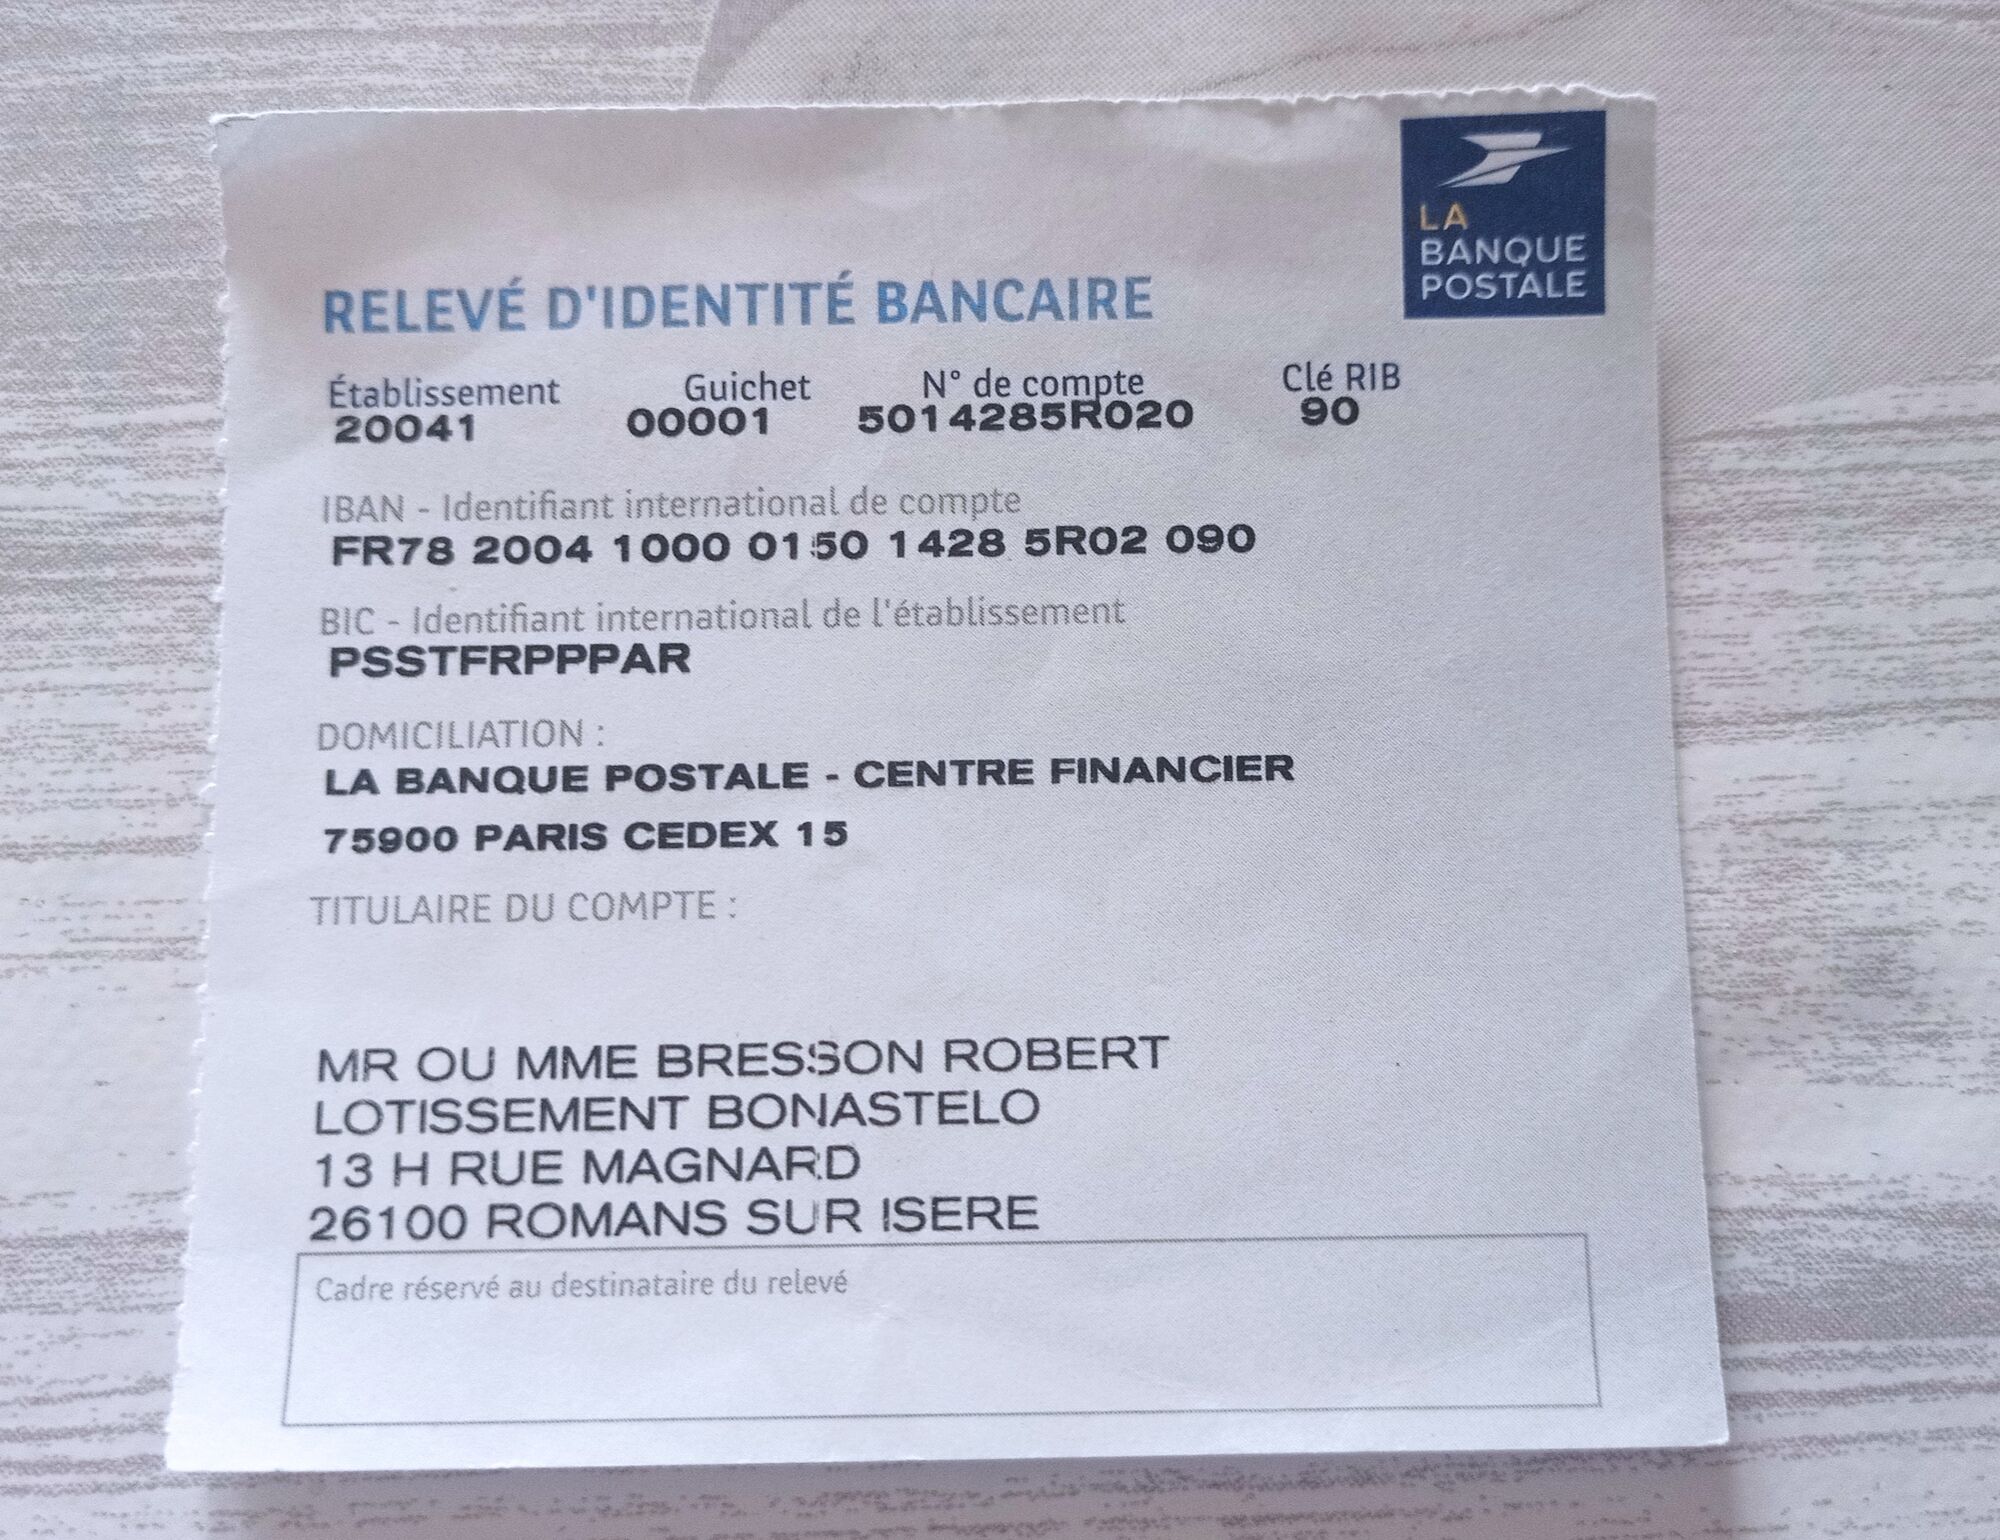 LA
BANQUE
POSTALE
RELEVÉ D'IDENTITÉ BANCAIRE
Établissement Guichet N° de compte Clé RIB
20041 00001 5014285R020 90
IBAN - Identifiant international de compte
FR78 2004 1000 0150 1428 5R02 090
BIC - Identifiant international de l'établissement
PSSTFRPPPAR
DOMICILIATION :
LA BANQUE POSTALE - CENTRE FINANCIER
75900 PARIS CEDEX 15
TITULAIRE DU COMPTE :
MR OU MME BRESSON ROBERT
LOTISSEMENT BONASTELO
13 H RUE MAGNARD
26100 ROMANS SUR ISERE
Cadre réservé au destinataire du relevé